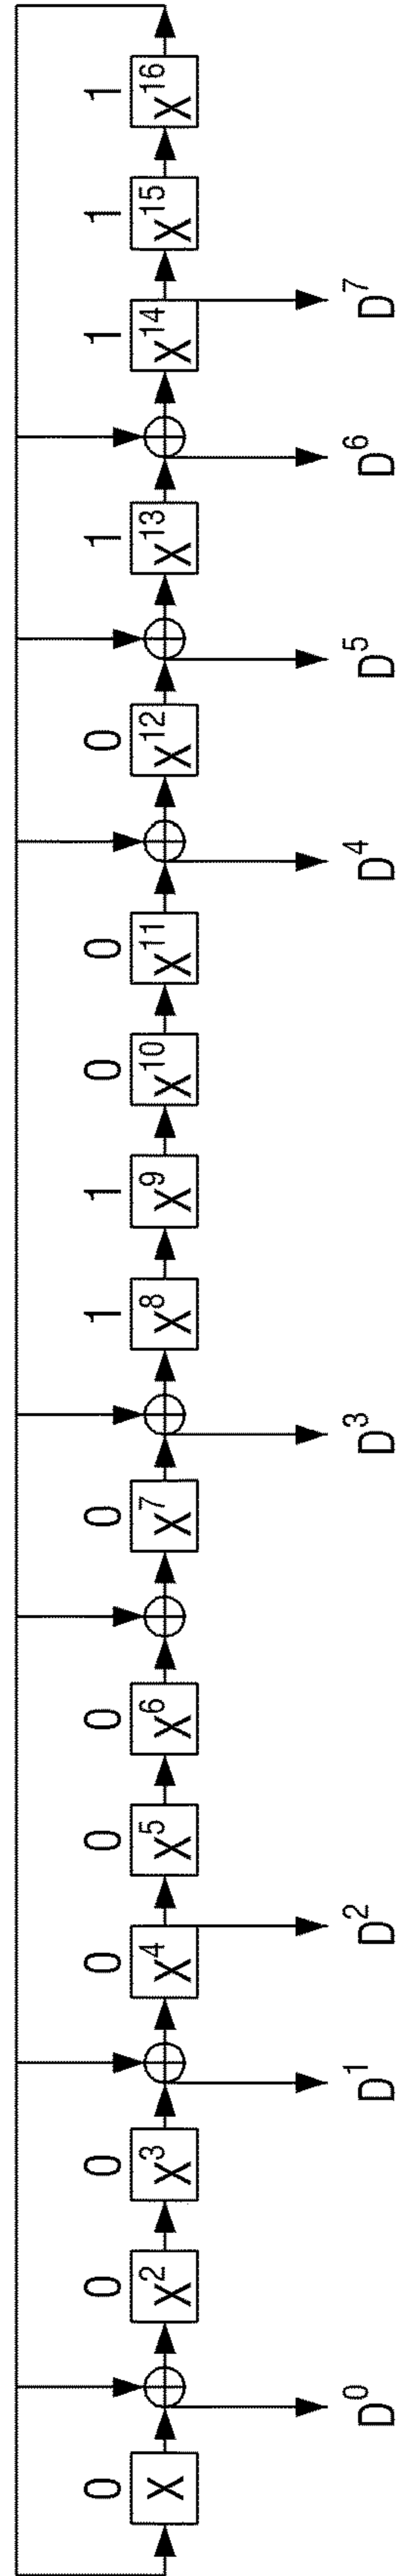 0 0 0 0 0 0 0 1 1 0 0 0 1 1 1 1
X X² X³ X⁴ X⁵ X⁶ X⁷ X⁸ X⁹ X¹⁰ X¹¹ X¹² X¹³ X¹⁴ X¹⁵ X¹⁶
D⁰ D¹ D² D³ D⁴ D⁵ D⁶ D⁷